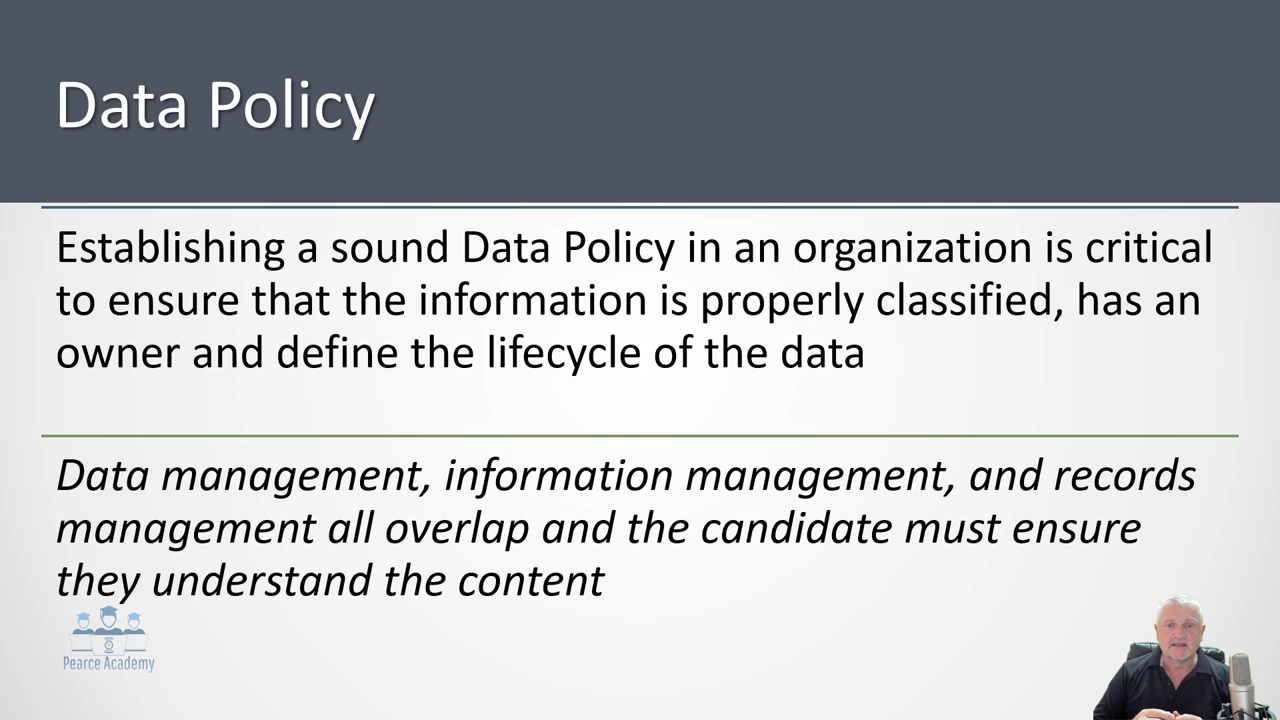 Data Policy
Establishing a sound Data Policy in an organization is critical
to ensure that the information is properly classified, has an
owner and define the lifecycle of the data
Data management, information management, and records
management all overlap and the candidate must ensure
they understand the content
Pearce Academy